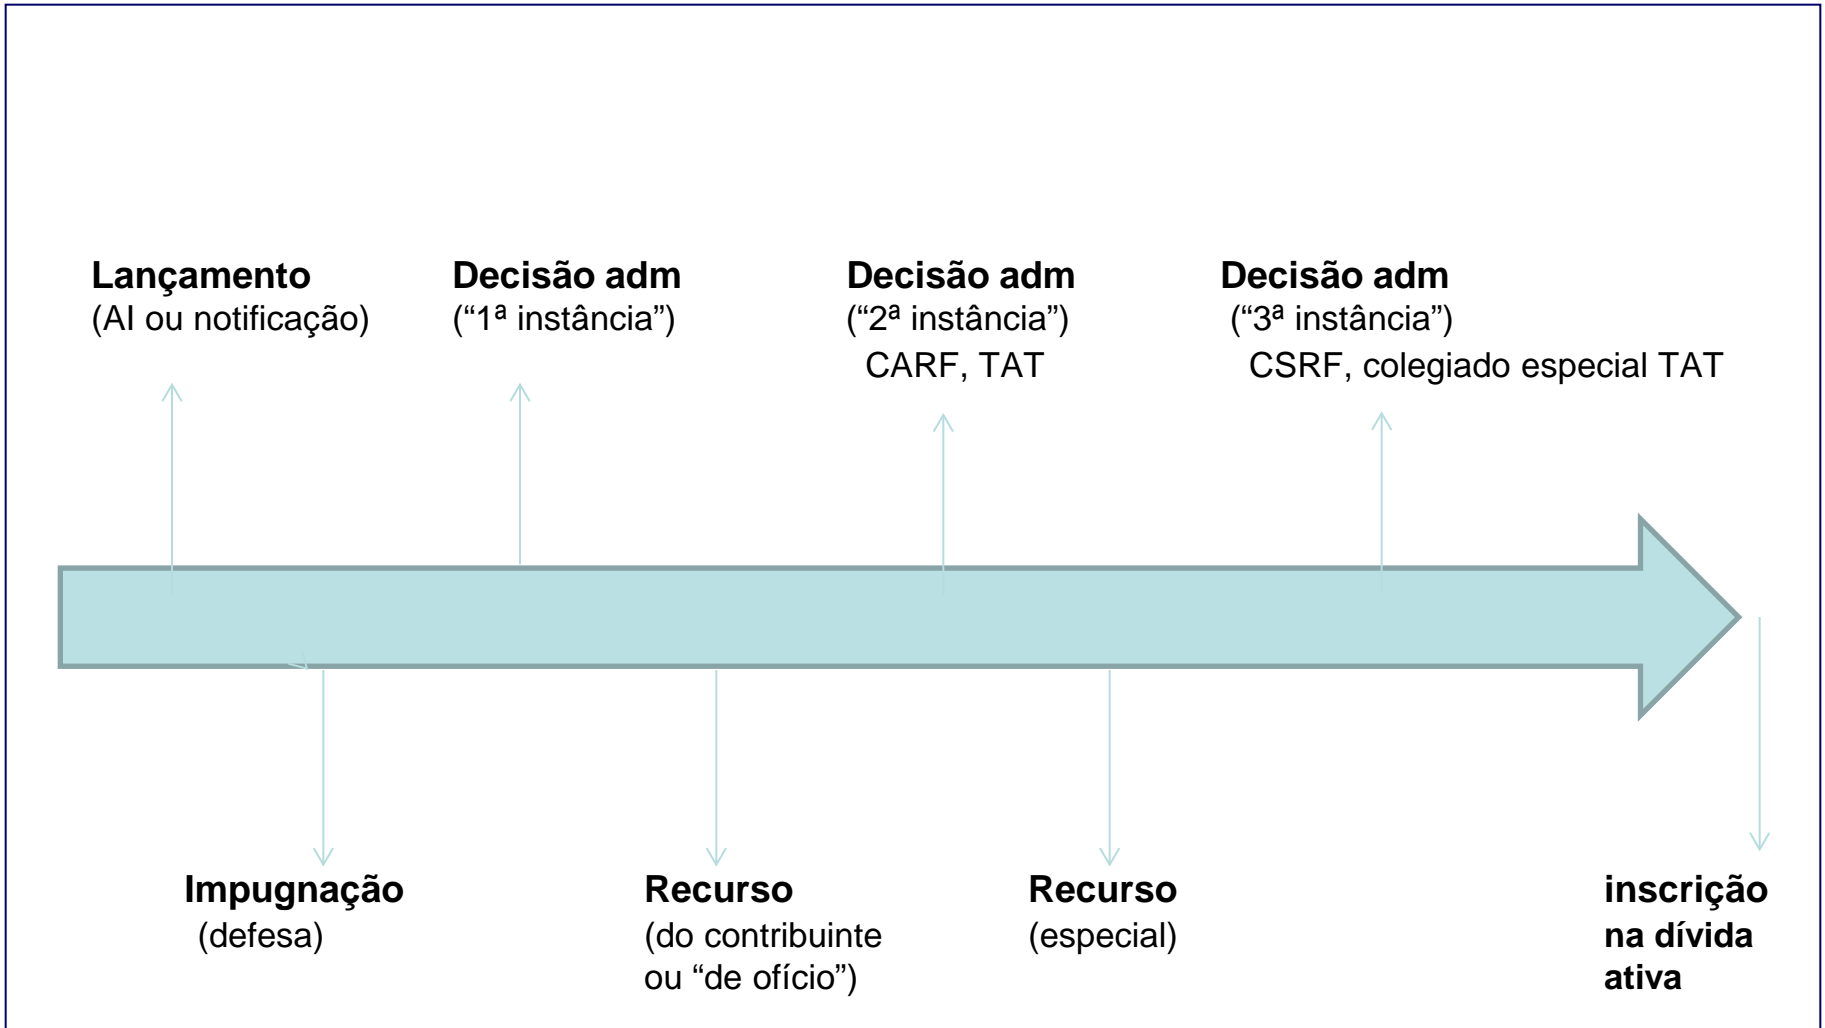 Lançamento
(AI ou notificação)
Decisão adm
(“1ª instância”)
Decisão adm
(“2ª instância”)
CARF, TAT
Decisão adm
(“3ª instância”)
CSRF, colegiado especial TAT
Impugnação
(defesa)
Recurso
(do contribuinte
ou “de ofício”)
Recurso
(especial)
inscrição
na dívida
ativa